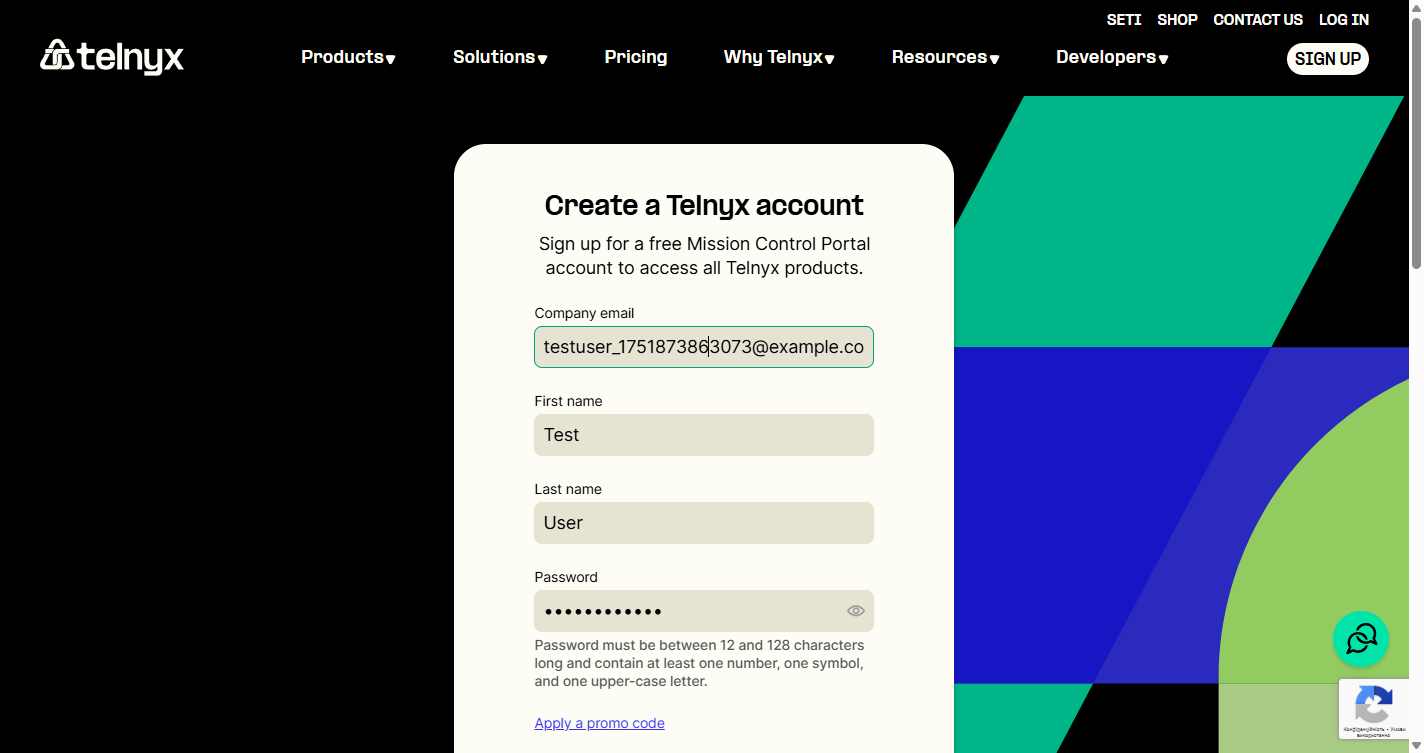 SETI SHOP CONTACT US LOG IN
telnyx Products Solutions Pricing Why Telnyx Resources Developers SIGN UP
Create a Telnyx account
Sign up for a free Mission Control Portal
account to access all Telnyx products.
Company email
testuser_1751873863073@example.co
First name
Test
Last name
User
Password
••••••••••••
Password must be between 12 and 128 characters
long and contain at least one number, one symbol,
and one upper-case letter.
Apply a promo code
Конфіденційність - Умови
використання